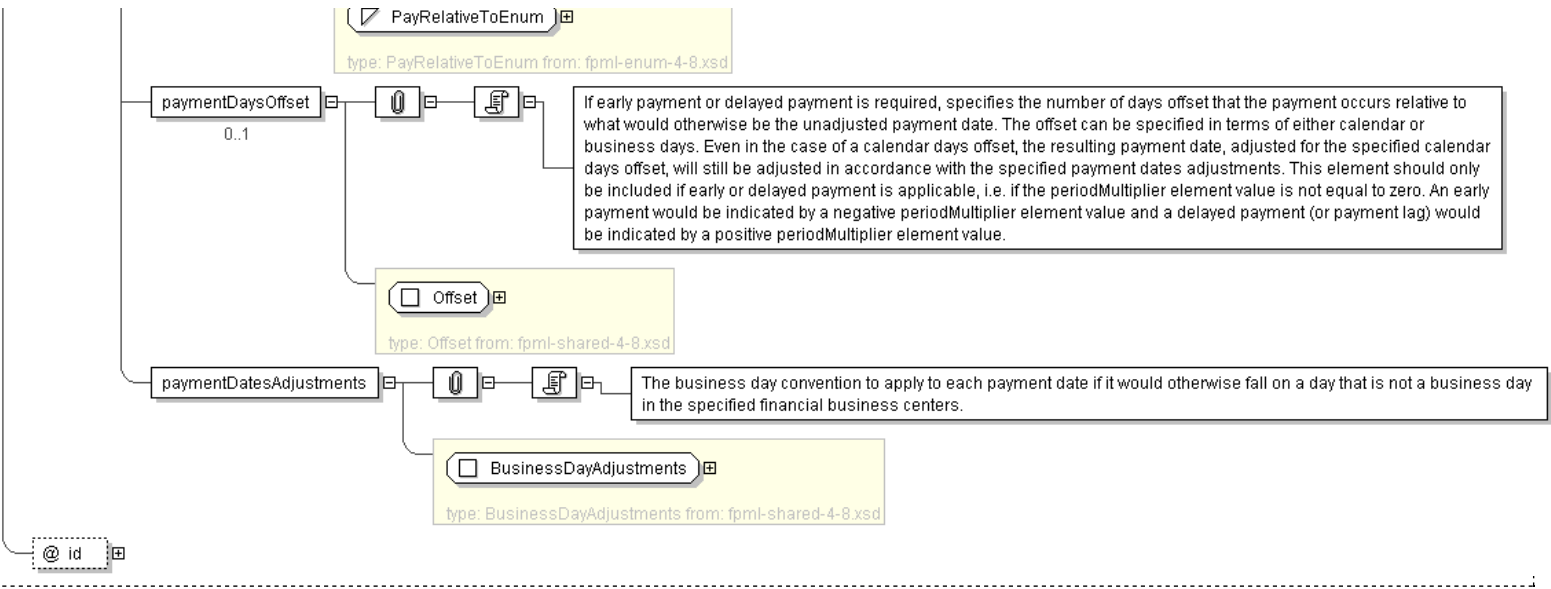 PayRelativeToEnum
type: PayRelativeToEnum from: fpml-enum-4-8.xsd
paymentDaysOffset
0..1
If early payment or delayed payment is required, specifies the number of days offset that the payment occurs relative to
what would otherwise be the unadjusted payment date. The offset can be specified in terms of either calendar or
business days. Even in the case of a calendar days offset, the resulting payment date, adjusted for the specified calendar
days offset, will still be adjusted in accordance with the specified payment dates adjustments. This element should only
be included if early or delayed payment is applicable, i.e. if the periodMultiplier element value is not equal to zero. An early
payment would be indicated by a negative periodMultiplier element value and a delayed payment (or payment lag) would
be indicated by a positive periodMultiplier element value.
Offset
type: Offset from: fpml-shared-4-8.xsd
paymentDatesAdjustments
The business day convention to apply to each payment date if it would otherwise fall on a day that is not a business day
in the specified financial business centers.
BusinessDayAdjustments
type: BusinessDayAdjustments from: fpml-shared-4-8.xsd
@ id